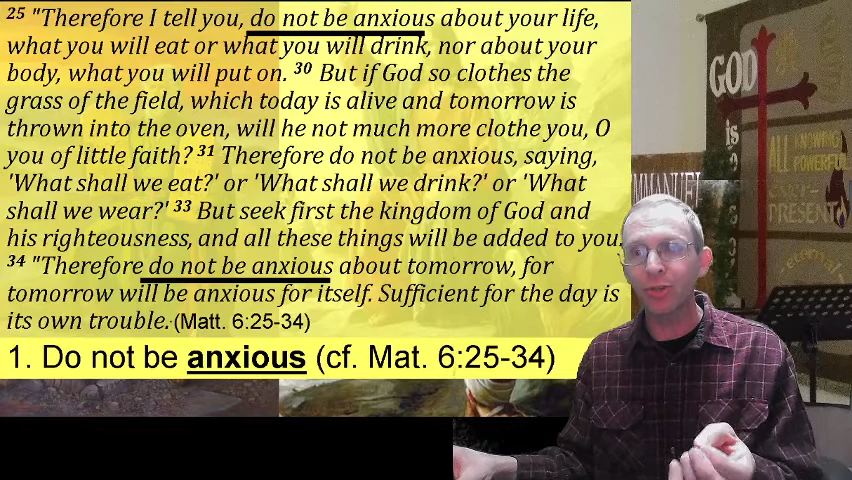 25 "Therefore I tell you, do not be anxious about your life,
what you will eat or what you will drink, nor about your
body, what you will put on. 30 But if God so clothes the
grass of the field, which today is alive and tomorrow is
thrown into the oven, will he not much more clothe you, O
you of little faith? 31 Therefore do not be anxious, saying,
'What shall we eat?' or 'What shall we drink?' or 'What
shall we wear?' 33 But seek first the kingdom of God and
his righteousness, and all these things will be added to you.
34 "Therefore do not be anxious about tomorrow, for
tomorrow will be anxious for itself. Sufficient for the day is
its own trouble. (Matt. 6:25-34)
1. Do not be anxious (cf. Mat. 6:25-34)
GOD
is
ALL KNOWING
POWERFUL
ever-
PRESENT
eternal
MMANUEL